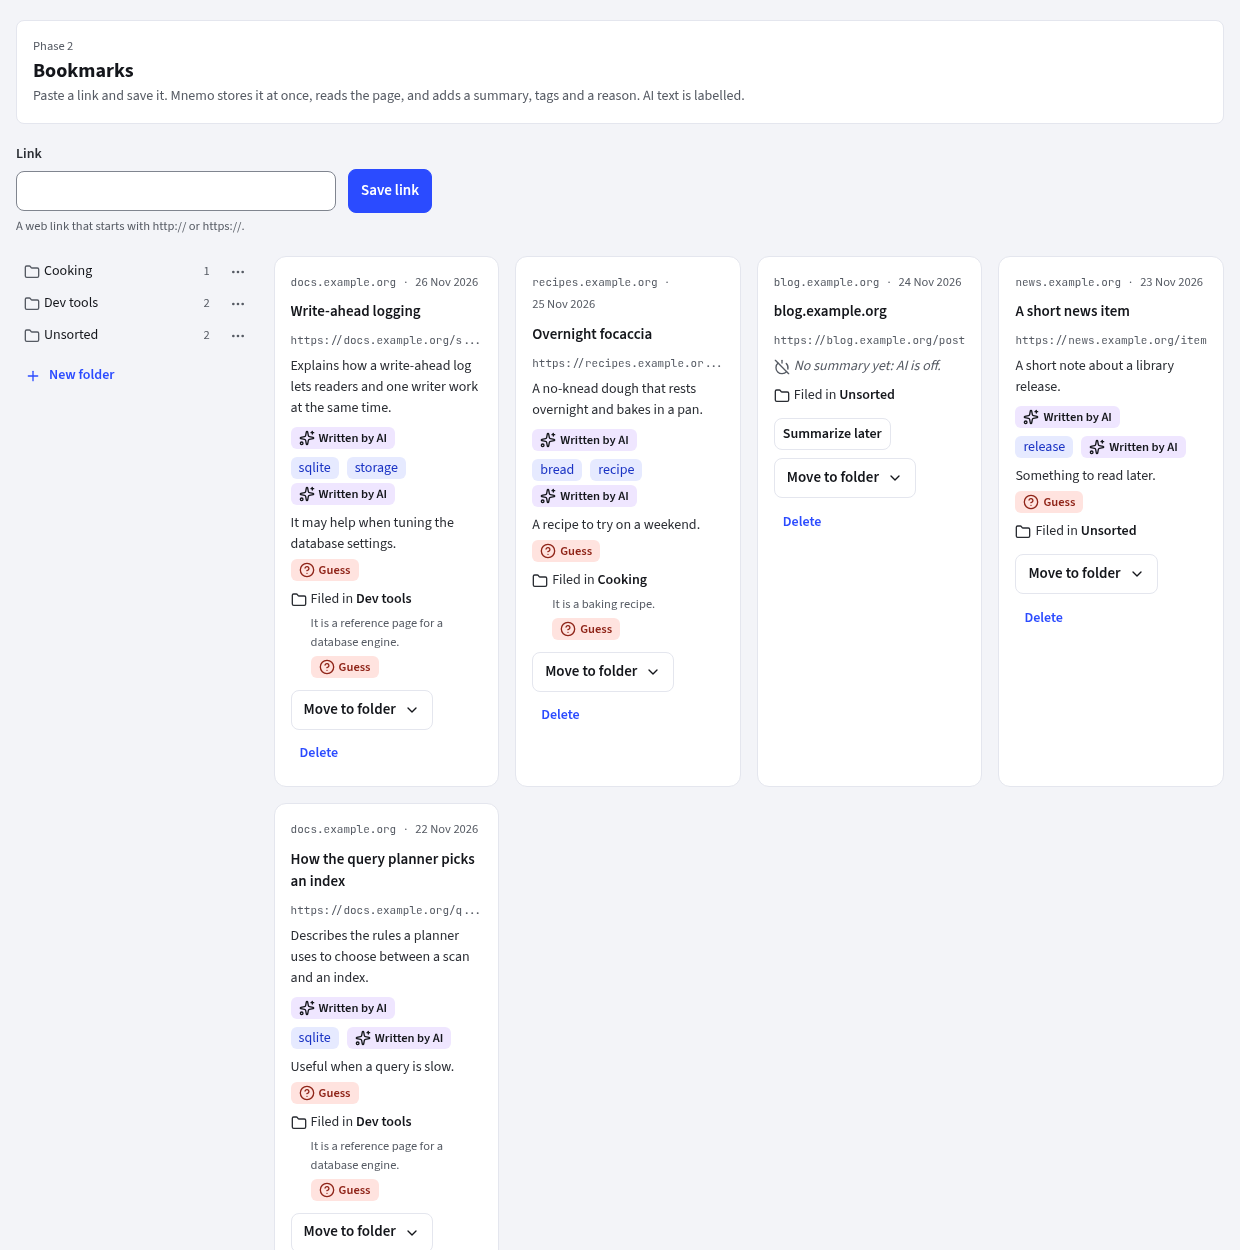 Phase 2
Bookmarks
Paste a link and save it. Mnemo stores it at once, reads the page, and adds a summary, tags and a reason. AI text is labelled.
Link
Save link
A web link that starts with http:// or https://.
Cooking 1 ...
Dev tools 2 ...
Unsorted 2 ...
+ New folder
docs.example.org · 26 Nov 2026
Write-ahead logging
https://docs.example.org/s...
Explains how a write-ahead log
lets readers and one writer work
at the same time.
Written by AI
sqlite storage
Written by AI
It may help when tuning the
database settings.
Guess
Filed in Dev tools
It is a reference page for a
database engine.
Guess
Move to folder
Delete
recipes.example.org ·
25 Nov 2026
Overnight focaccia
https://recipes.example.or...
A no-knead dough that rests
overnight and bakes in a pan.
Written by AI
bread recipe
Written by AI
A recipe to try on a weekend.
Guess
Filed in Cooking
It is a baking recipe.
Guess
Move to folder
Delete
blog.example.org · 24 Nov 2026
blog.example.org
https://blog.example.org/post
No summary yet: AI is off.
Filed in Unsorted
Summarize later
Move to folder
Delete
news.example.org · 23 Nov 2026
A short news item
https://news.example.org/item
A short note about a library
release.
Written by AI
release Written by AI
Something to read later.
Guess
Filed in Unsorted
Move to folder
Delete
docs.example.org · 22 Nov 2026
How the query planner picks
an index
https://docs.example.org/q...
Describes the rules a planner
uses to choose between a scan
and an index.
Written by AI
sqlite Written by AI
Useful when a query is slow.
Guess
Filed in Dev tools
It is a reference page for a
database engine.
Guess
Move to folder